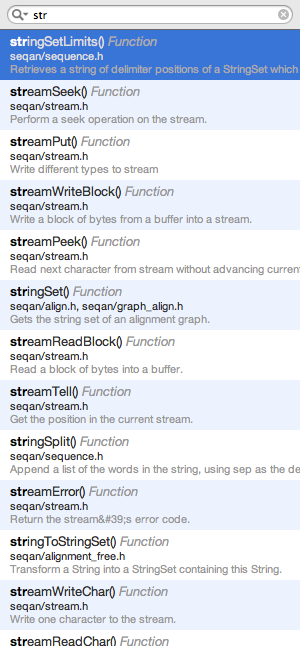 str
stringSetLimits() Function
seqan/sequence.h
Retrieves a string of delimiter positions of a StringSet which
streamSeek() Function
seqan/stream.h
Perform a seek operation on the stream.
streamPut() Function
seqan/stream.h
Write different types to stream
streamWriteBlock() Function
seqan/stream.h
Write a block of bytes from a buffer into a stream.
streamPeek() Function
seqan/stream.h
Read next character from stream without advancing current
stringSet() Function
seqan/align.h, seqan/graph_align.h
Gets the string set of an alignment graph.
streamReadBlock() Function
seqan/stream.h
Read a block of bytes into a buffer.
streamTell() Function
seqan/stream.h
Get the position in the current stream.
stringSplit() Function
seqan/sequence.h
Append a list of the words in the string, using sep as the de
streamError() Function
seqan/stream.h
Return the stream&#39;s error code.
stringToStringSet() Function
seqan/alignment_free.h
Transform a String into a StringSet containing this String.
streamWriteChar() Function
seqan/stream.h
Write one character to the stream.
streamReadChar() Function